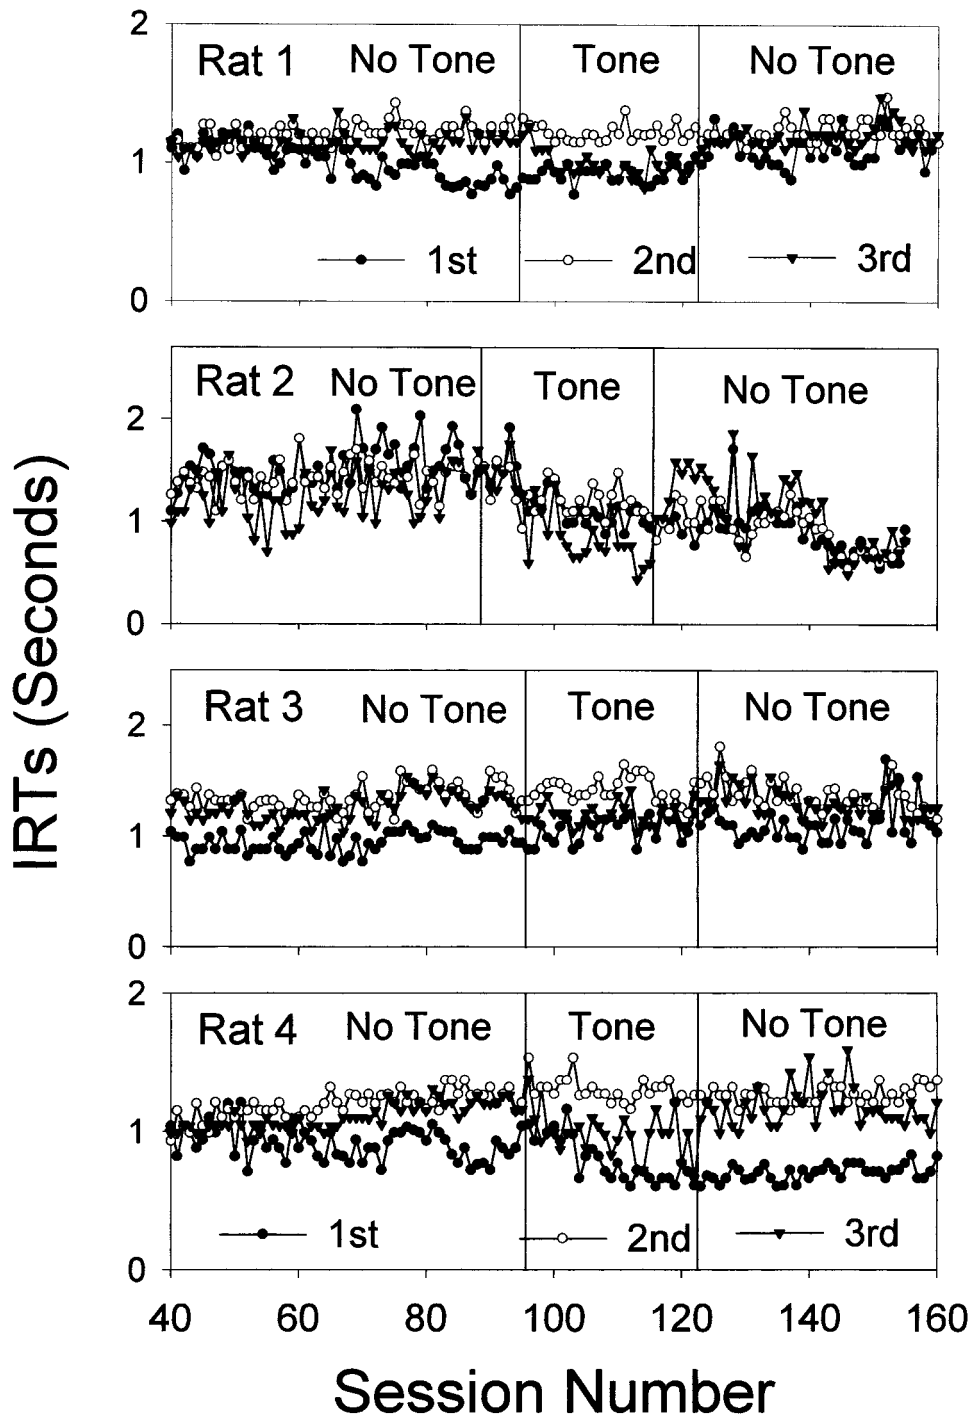 IRTs (Seconds)
2
1
0
Rat 1 No Tone Tone No Tone
1st 2nd 3rd
2
1
0
Rat 2 No Tone Tone No Tone
2
1
0
Rat 3 No Tone Tone No Tone
2
1
0
Rat 4 No Tone Tone No Tone
1st 2nd 3rd
40 60 80 100 120 140 160
Session Number